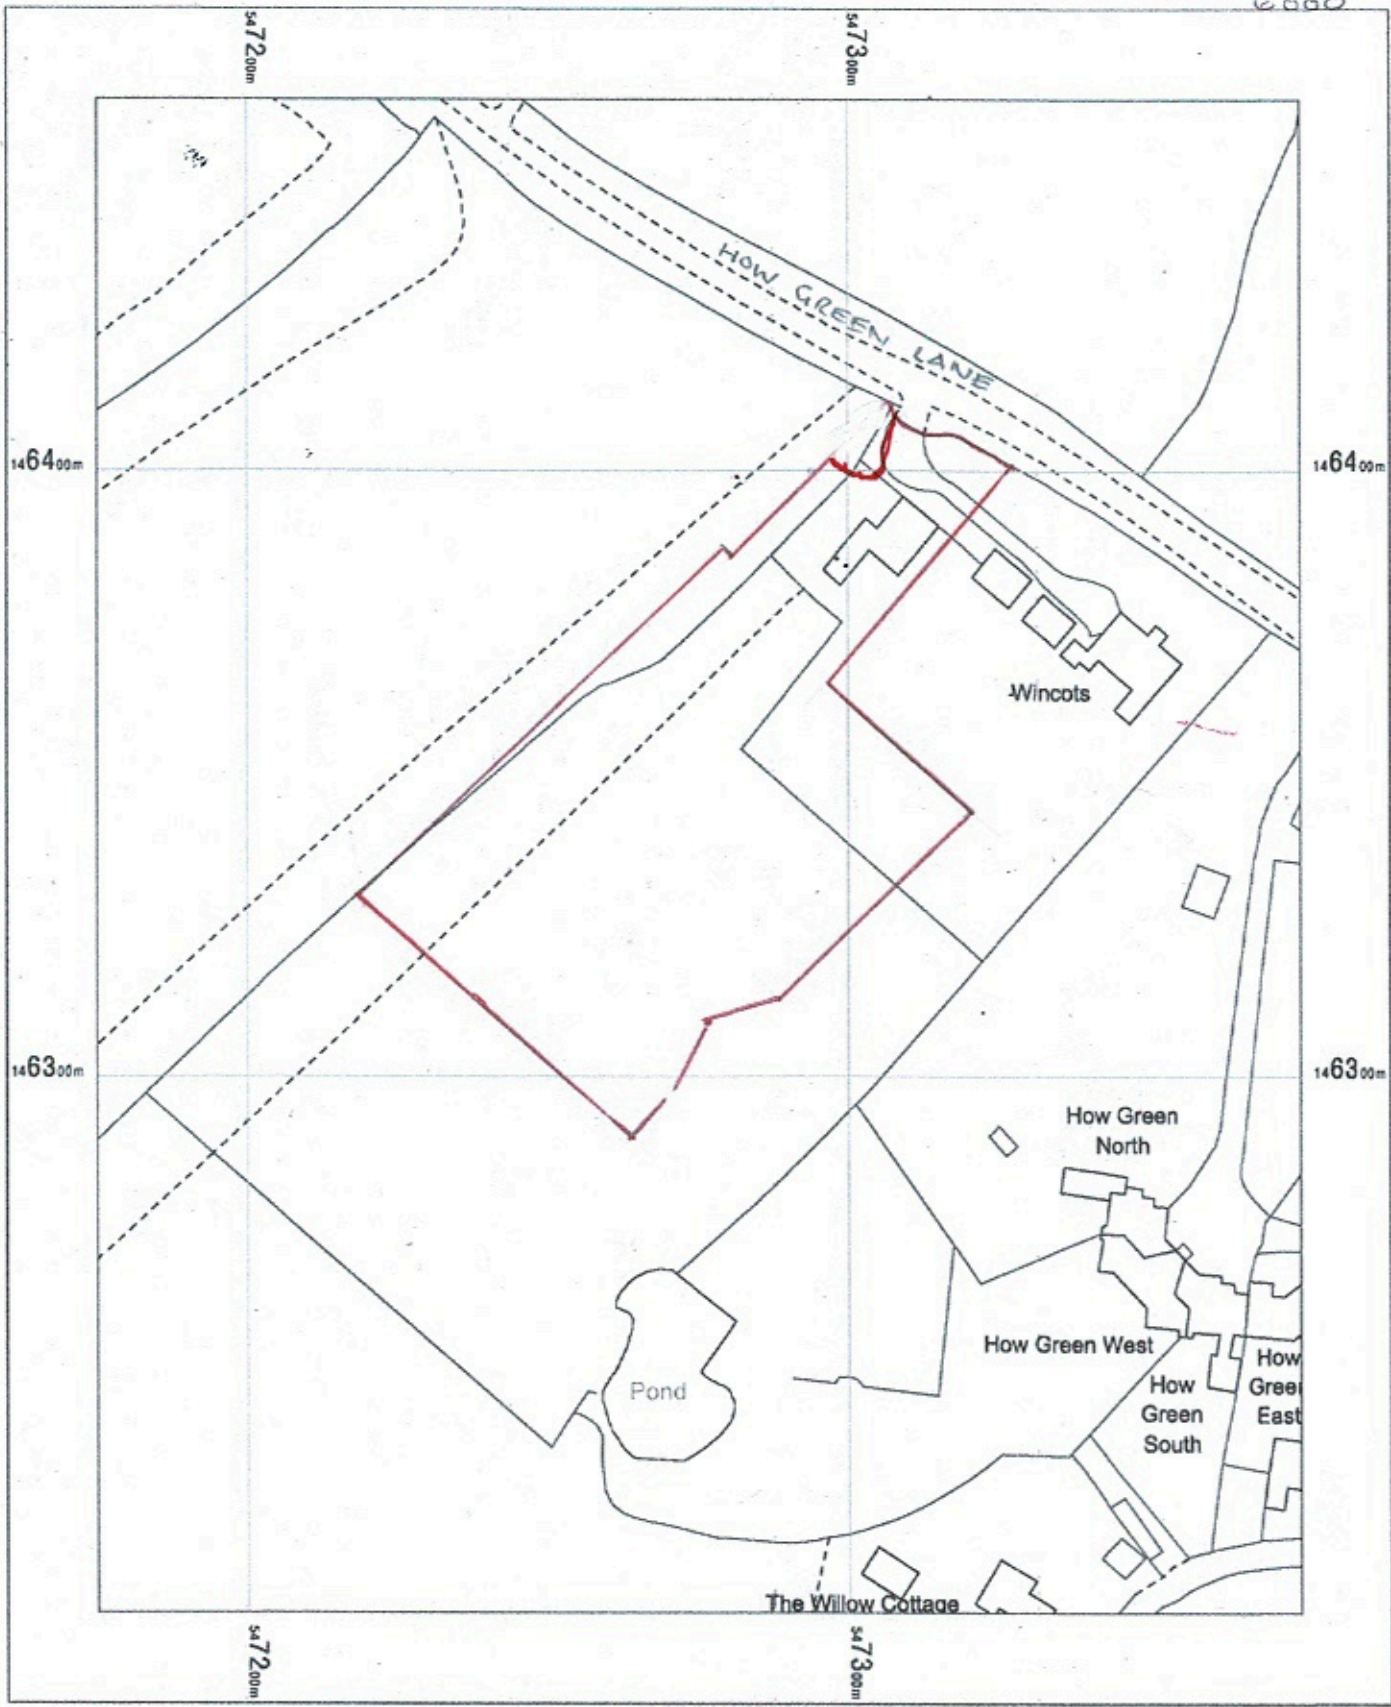 547200m
547300m
HOW GREEN LANE
146400m
146400m
Wincots
146300m
146300m
How Green
North
How Green West
Pond
How
Green
South
How
Green
East
The Willow Cottage
547200m
547300m